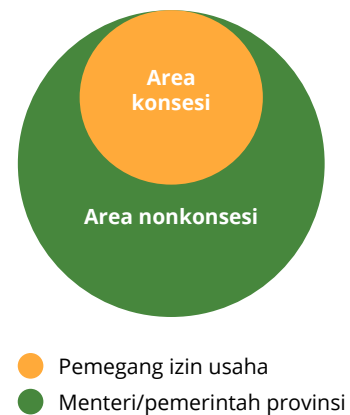 Area
konsesi
Area nonkonsesi
Pemegang izin usaha
Menteri/pemerintah provinsi